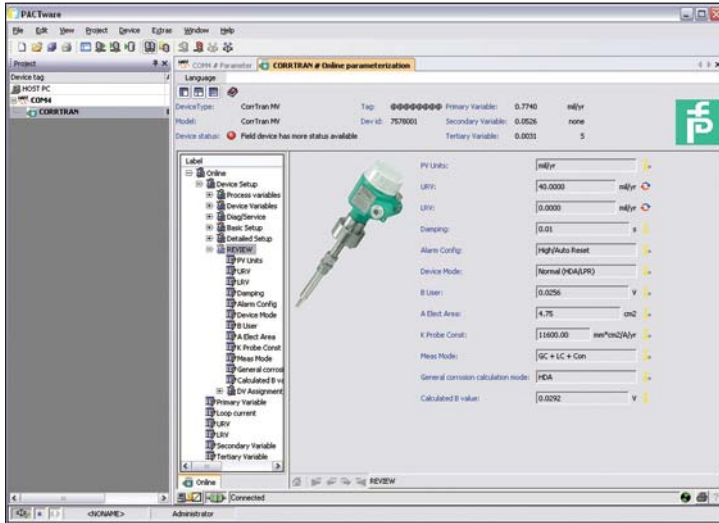 PACTware
File Edit View Project Device Extras Window Help
Project
COM4 # Parameter CORRTRAN # Online parameterization
Device tag
HOST PC
COM4
CORRTRAN
Language
DeviceType: CorrTran MV Tag: @@@@@@@@ Primary Variable: 0.7740 mil/yr
Model: CorrTran MV Dev id: 7578001 Secondary Variable: 0.0526 none
Device status: Field device has more status available Tertiary Variable: 0.0031 S
Label
Online
Device Setup
Process variables
Device Variables
Diag/Service
Basic Setup
Detailed Setup
REVIEW
PV Units
URV
LRV
Damping
Alarm Config
Device Mode
B User
A Elect Area
K Probe Const
Meas Mode
General corrosi
Calculated B va
DV Assignment
Primary Variable
Loop current
URV
LRV
Secondary Variable
Tertiary Variable
PV Units: mil/yr
URV: 40.0000 mil/yr
LRV: 0.0000 mil/yr
Damping: 0.01 s
Alarm Config: High/Auto Reset
Device Mode: Normal (HDA/LPR)
B User: 0.0256 V
A Elect Area: 4.75 cm2
K Probe Const: 11600.00 mm*cm2/A/yr
Meas Mode: GC + LC + Con
General corrosion calculation mode: HDA
Calculated B value: 0.0292 V
Online
REVIEW
Connected
<NONAME> Administrator